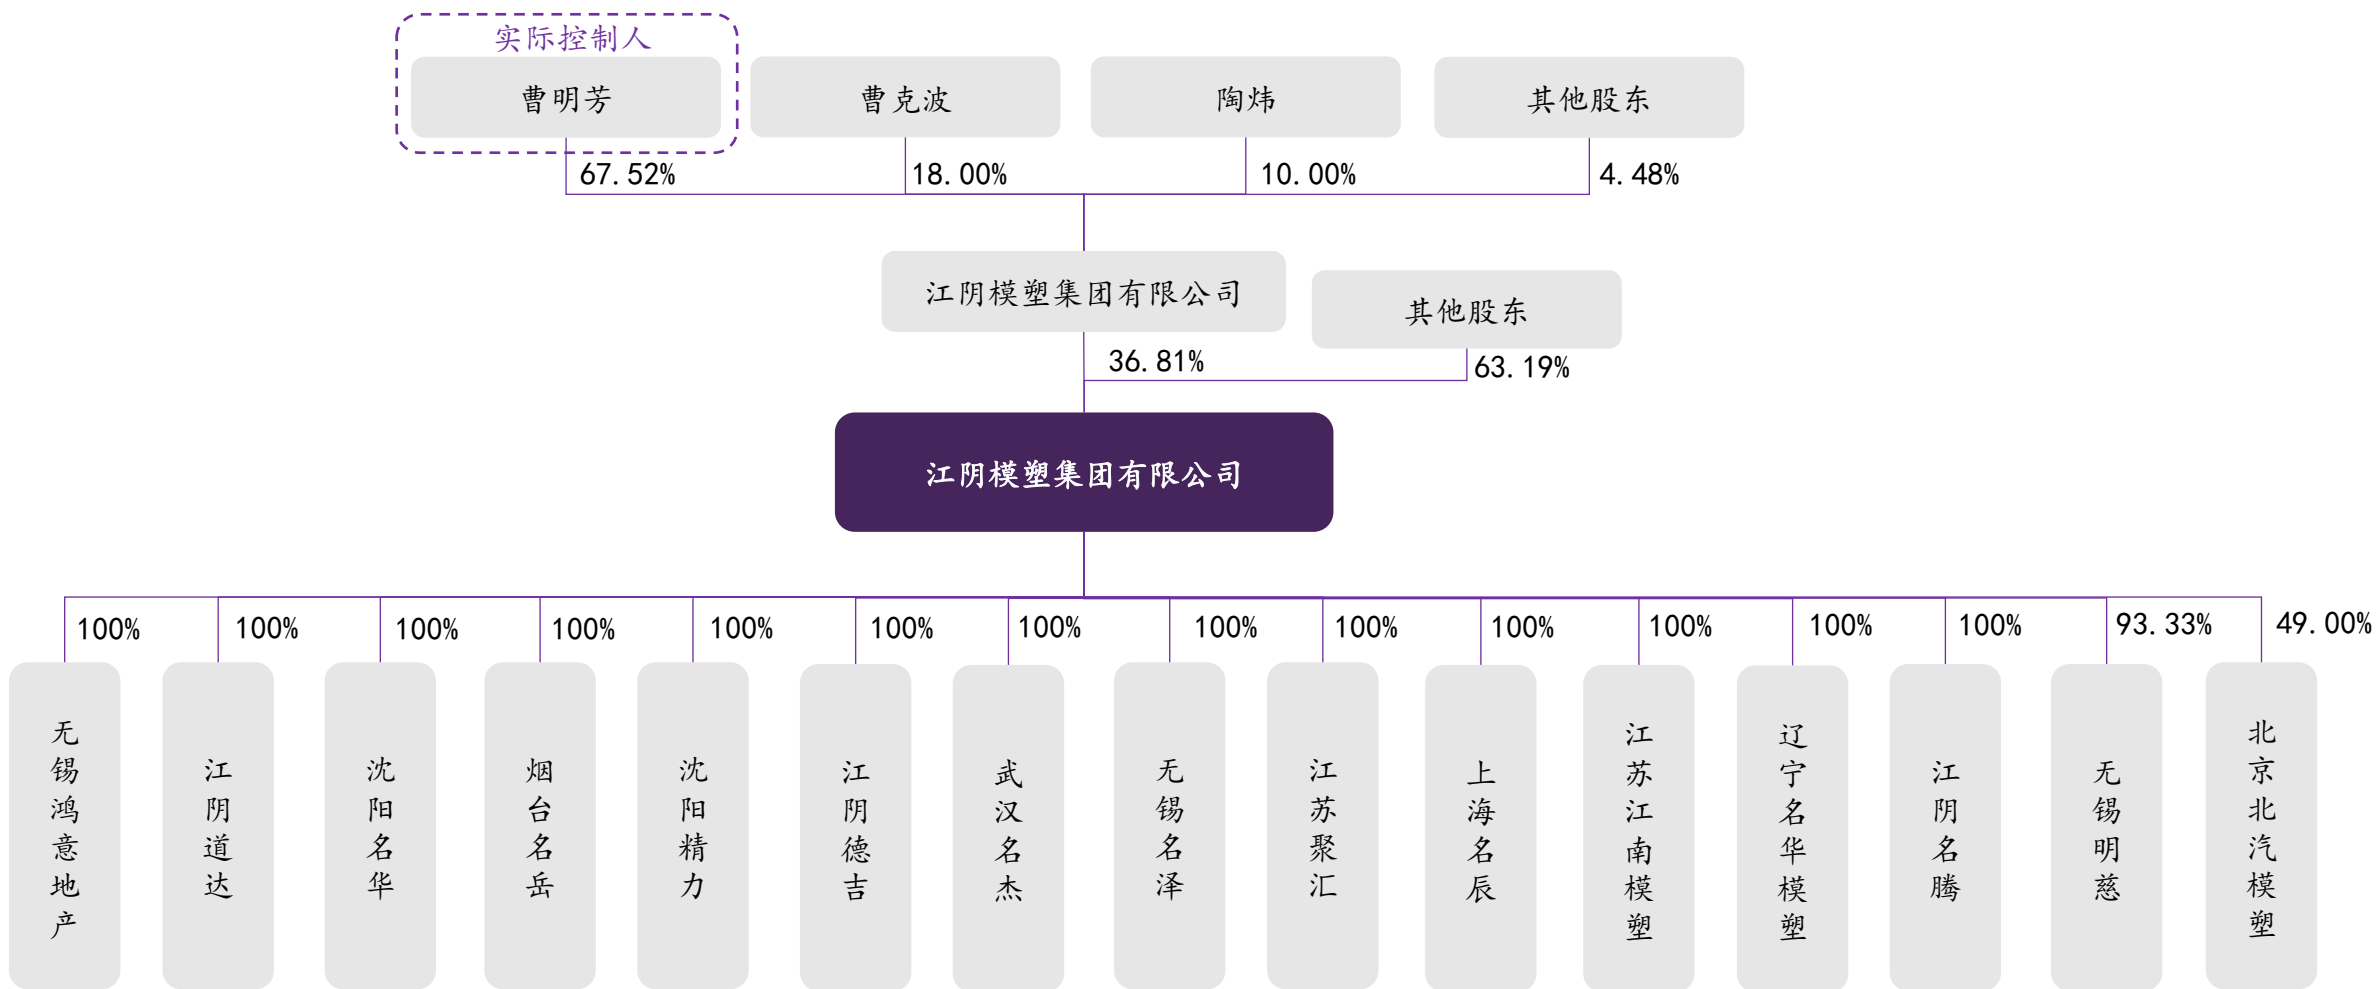 实际控制人
曹明芳
曹克波
陶炜
其他股东
67.52%
18.00%
10.00%
4.48%
江阴模塑集团有限公司
其他股东
36.81%
63.19%
江阴模塑集团有限公司
100%
100%
100%
100%
100%
100%
100%
100%
100%
100%
100%
100%
100%
93.33%
49.00%
无锡鸿意地产
江阴道达
沈阳名华
烟台名岳
沈阳精力
江阴德吉
武汉名杰
无锡名泽
江苏聚汇
上海名辰
江苏江南模塑
辽宁名华模塑
江阴名腾
无锡明慈
北京北汽模塑